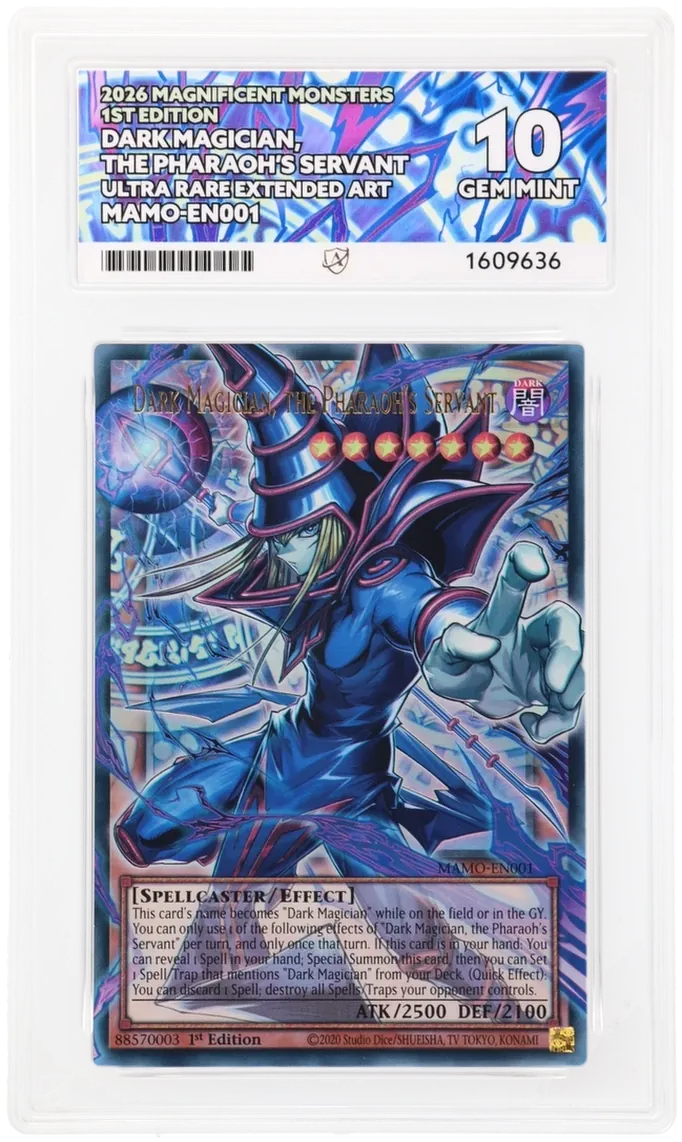 2026 MAGNIFICENT MONSTERS
1ST EDITION
DARK MAGICIAN,
THE PHARAOH'S SERVANT
ULTRA RARE EXTENDED ART
MAMO-EN001
10
GEM MINT
1609636
DARK MAGICIAN, THE PHARAOH'S SERVANT
DARK
闇
MAMO-EN001
[SPELLCASTER/EFFECT]
This card's name becomes "Dark Magician" while on the field or in the GY.
You can only use 1 of the following effects of "Dark Magician, the Pharaoh's
Servant" per turn, and only once that turn. If this card is in your hand: You
can reveal 1 Spell in your hand; Special Summon this card, then you can Set
1 Spell/Trap that mentions "Dark Magician" from your Deck. (Quick Effect):
You can discard 1 Spell; destroy all Spells/Traps your opponent controls.
ATK/2500 DEF/2100
88570003 1st Edition
©2020 Studio Dice/SHUEISHA, TV TOKYO, KONAMI